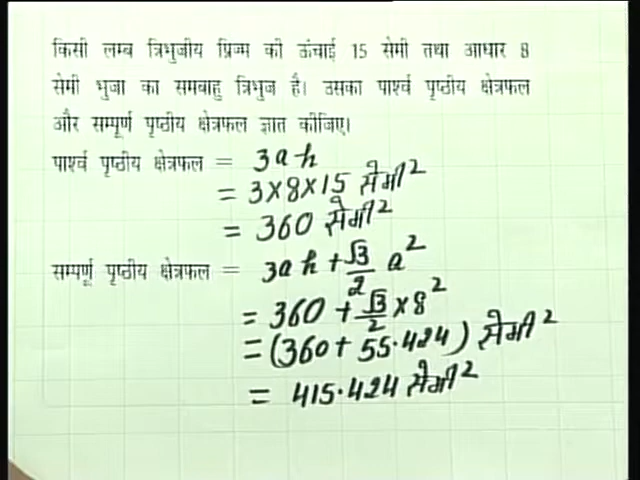 किसी लम्ब त्रिभुजीय प्रिज्म की ऊंचाई 15 सेमी तथा आधार 8
सेमी भुजा का समबाहु त्रिभुज है। उसका पार्श्व पृष्ठीय क्षेत्रफल
और सम्पूर्ण पृष्ठीय क्षेत्रफल ज्ञात कीजिए।
पार्श्व पृष्ठीय क्षेत्रफल = 3ah
= 3×8×15 सेमी²
= 360 सेमी²
सम्पूर्ण पृष्ठीय क्षेत्रफल = 3ah + √3/2 a²
= 360 + √3/2 × 8²
= (360 + 55.424) सेमी²
= 415.424 सेमी²